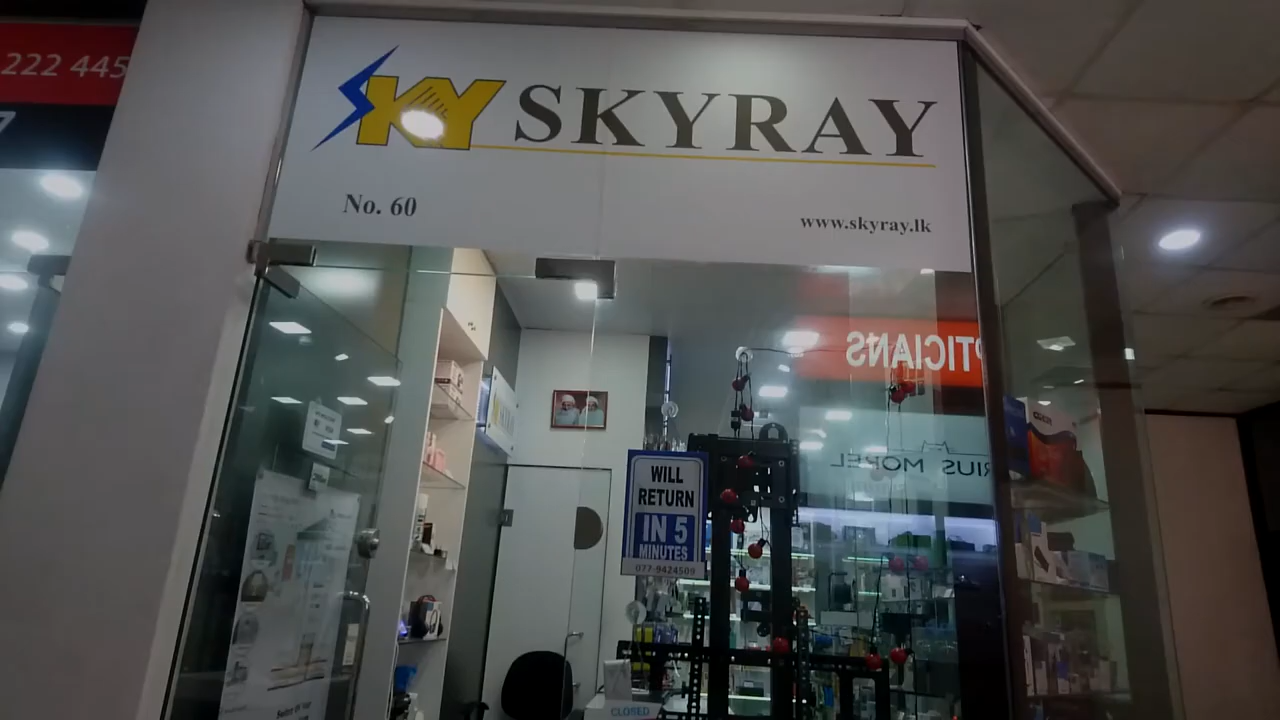 222 445
7
SKY SKYRAY
No. 60
www.skyray.lk
PTICIANS
RIUS MOREL
WILL
RETURN
IN 5
MINUTES
077-9424509
CLOSED